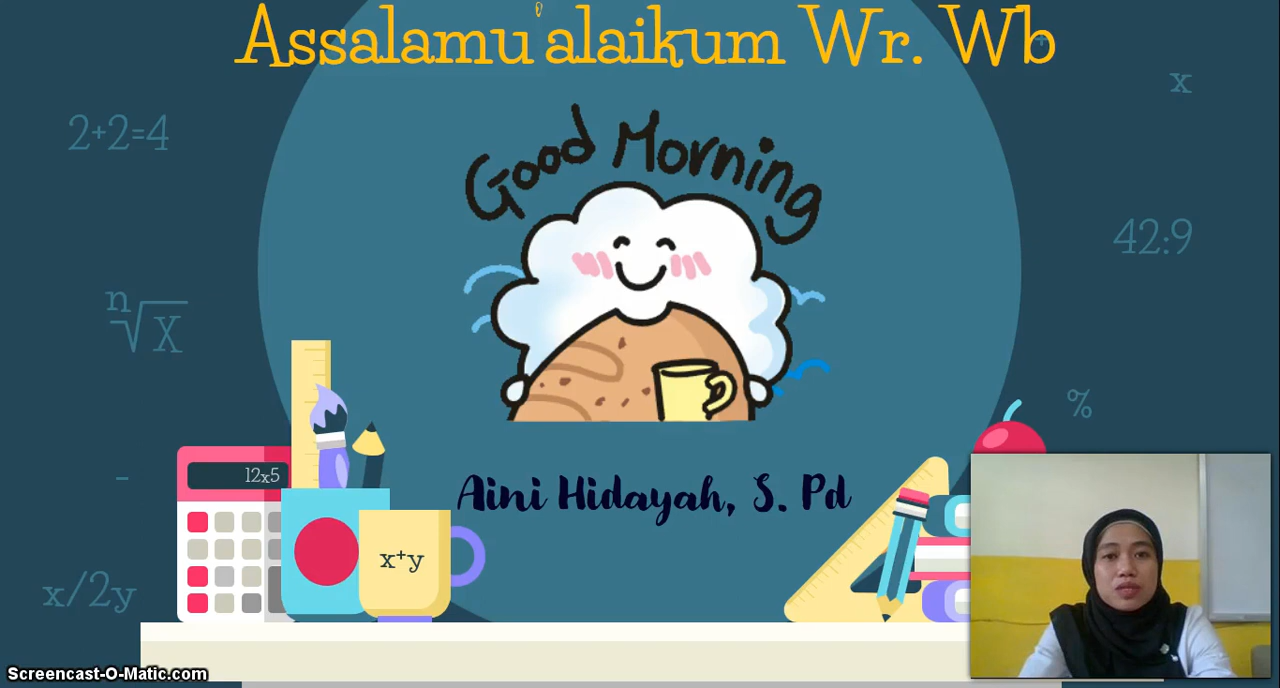 Assalamu'alaikum Wr. Wb
Good Morning
x
2+2=4
42:9
n√X
%
12x5
-
Aini Hidayah, S. Pd
x+y
x/2y
Screencast-O-Matic.com